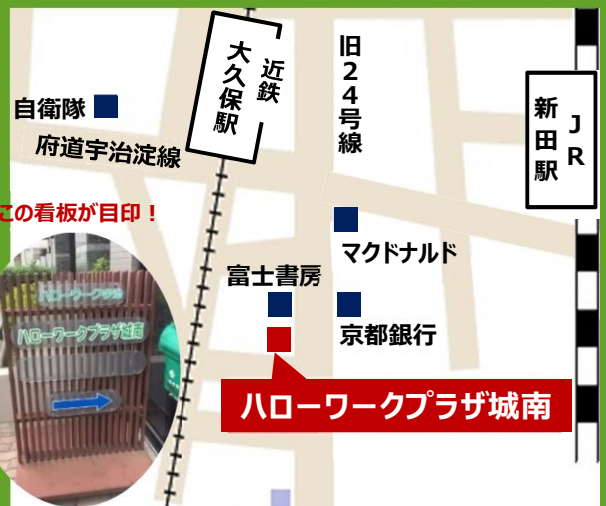 近鉄
大久保駅
旧24号線
JR
新田駅
自衛隊
府道宇治淀線
この看板が目印！
マクドナルド
富士書房
京都銀行
ハローワークプラザ城南
ハローワークプラザ城南